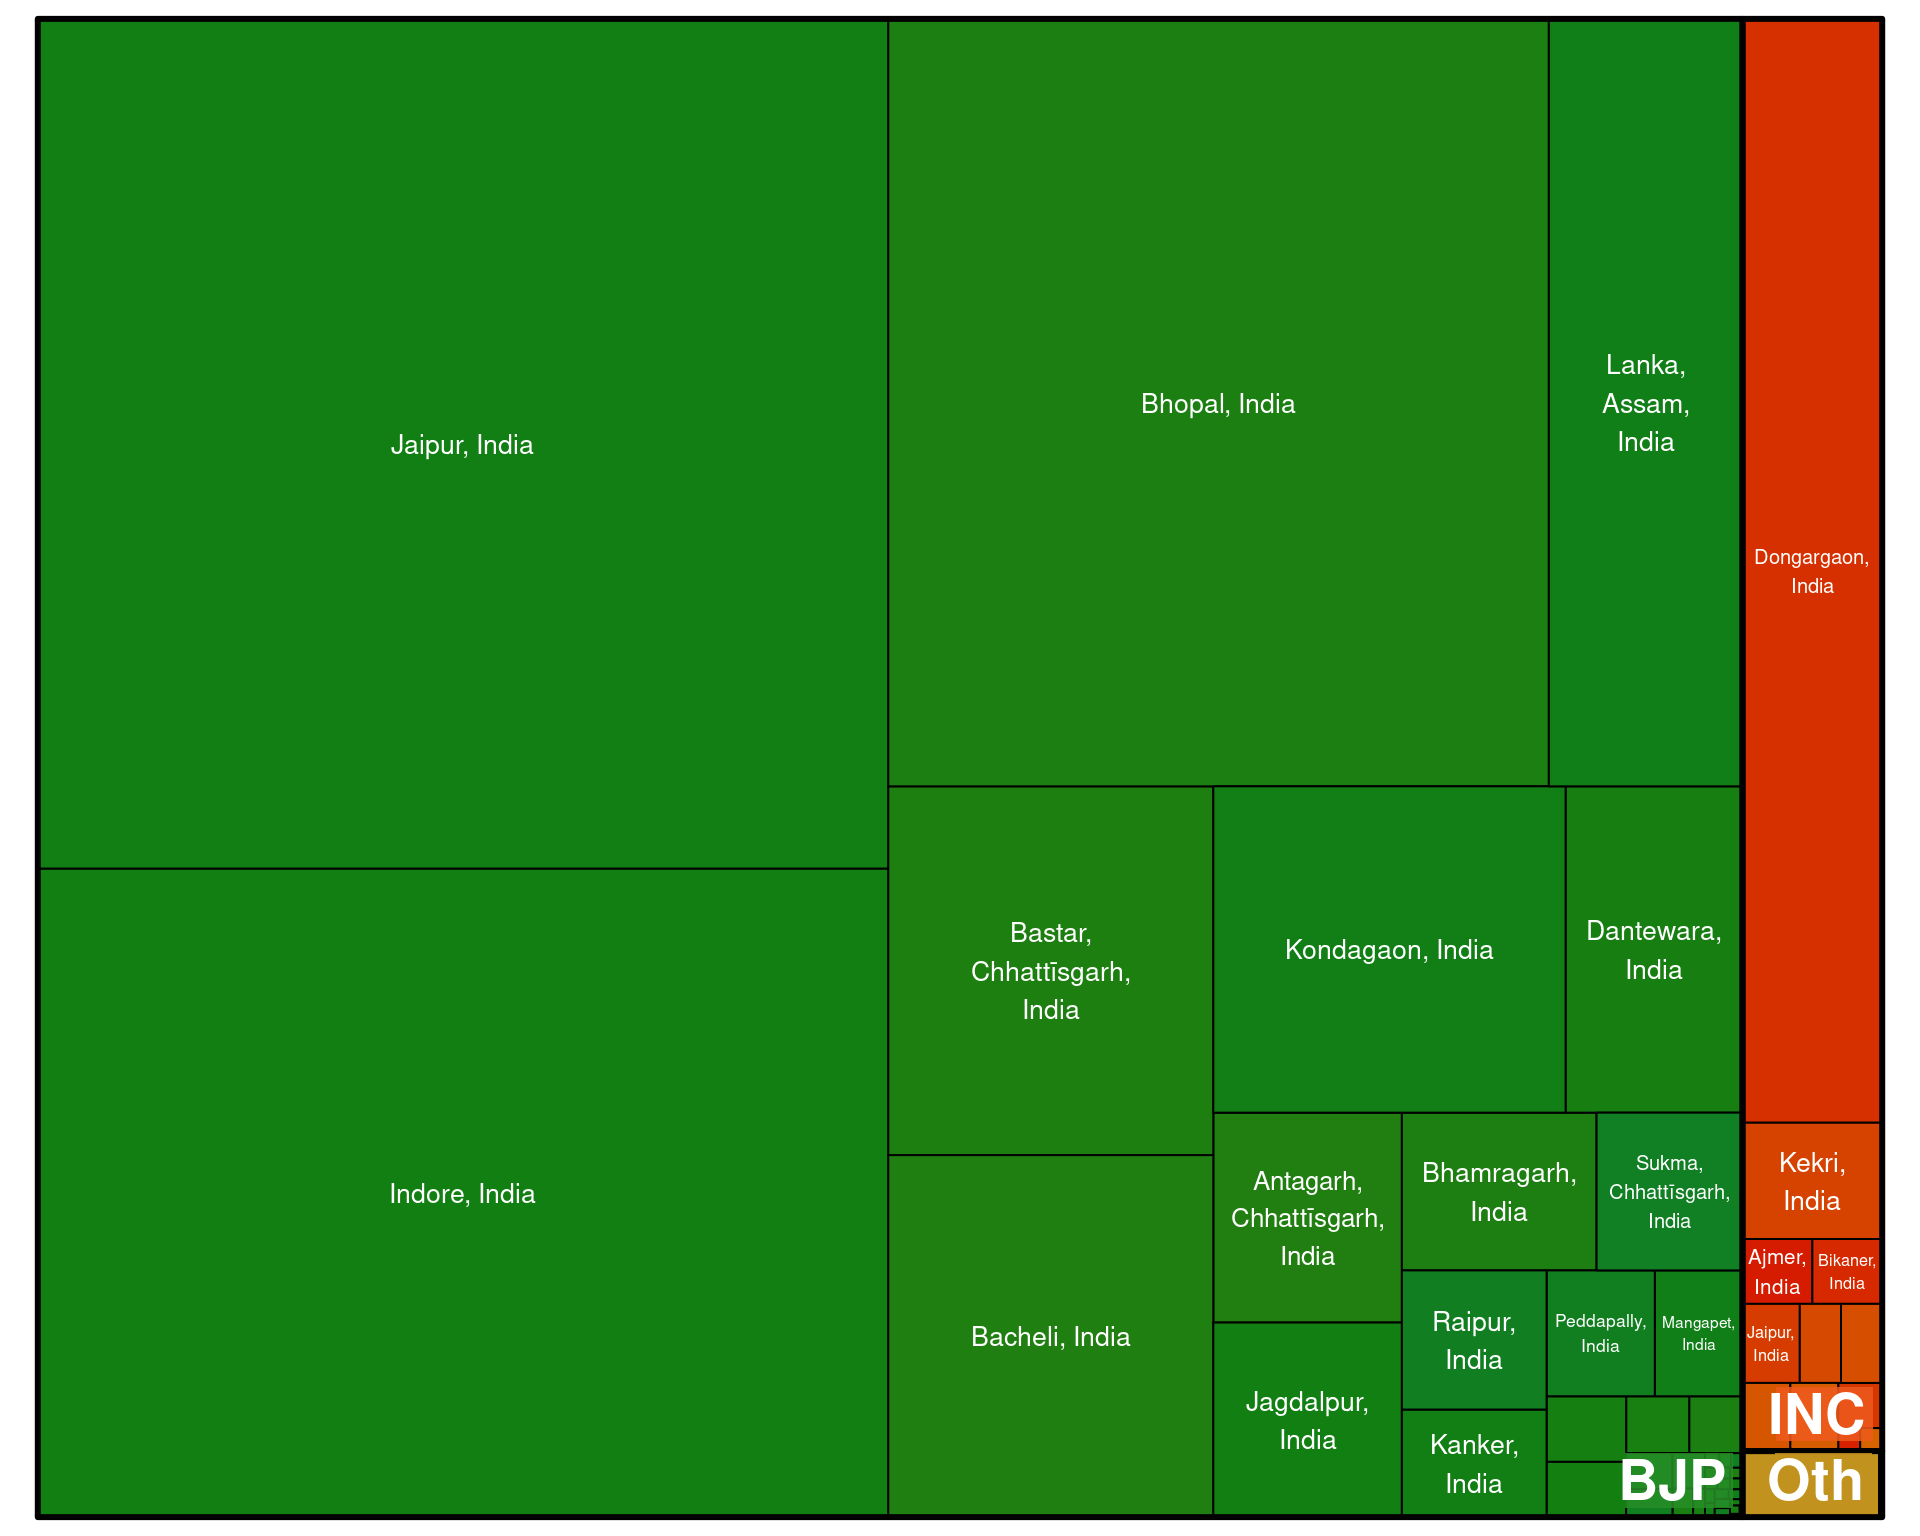 Jaipur, India
Indore, India
Bhopal, India
Lanka,
Assam,
India
Bastar,
Chhattīsgarh,
India
Bacheli, India
Kondagaon, India
Dantewara,
India
Antagarh,
Chhattīsgarh,
India
Jagdalpur,
India
Bhamragarh,
India
Sukma,
Chhattīsgarh,
India
Raipur,
India
Kanker,
India
Peddapally,
India
Mangapet,
India
BJP
Dongargaon,
India
Kekri,
India
Ajmer,
India
Bikaner,
India
Jaipur,
India
INC
Oth